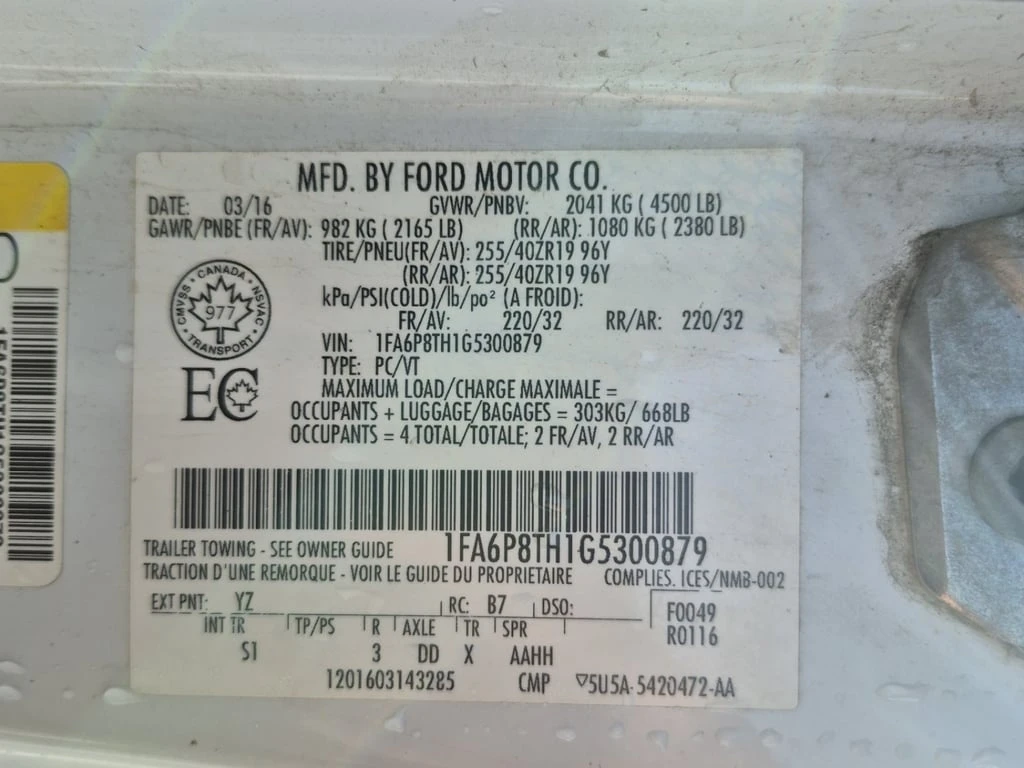 MFD. BY FORD MOTOR CO.
DATE: 03/16 GVWR/PNBV: 2041 KG ( 4500 LB)
GAWR/PNBE (FR/AV): 982 KG ( 2165 LB) (RR/AR): 1080 KG ( 2380 LB)
TIRE/PNEU(FR/AV): 255/40ZR19 96Y
(RR/AR): 255/40ZR19 96Y
kPa/PSI(COLD)/lb/po² (A FROID):
FR/AV: 220/32 RR/AR: 220/32
CANADA
CMVSS 977 NSVAC
TRANSPORT
VIN: 1FA6P8TH1G5300879
TYPE: PC/VT
EC
MAXIMUM LOAD/CHARGE MAXIMALE =
OCCUPANTS + LUGGAGE/BAGAGES = 303KG/ 668LB
OCCUPANTS = 4 TOTAL/TOTALE; 2 FR/AV, 2 RR/AR
TRAILER TOWING - SEE OWNER GUIDE 1FA6P8TH1G5300879
TRACTION D'UNE REMORQUE - VOIR LE GUIDE DU PROPRIETAIRE COMPLIES. ICES/NMB-002
EXT PNT: YZ RC: B7 DSO: F0049
INT TR TP/PS R AXLE TR SPR R0116
S1 3 DD X AAHH
1201603143285 CMP ▽5U5A-5420472-AA